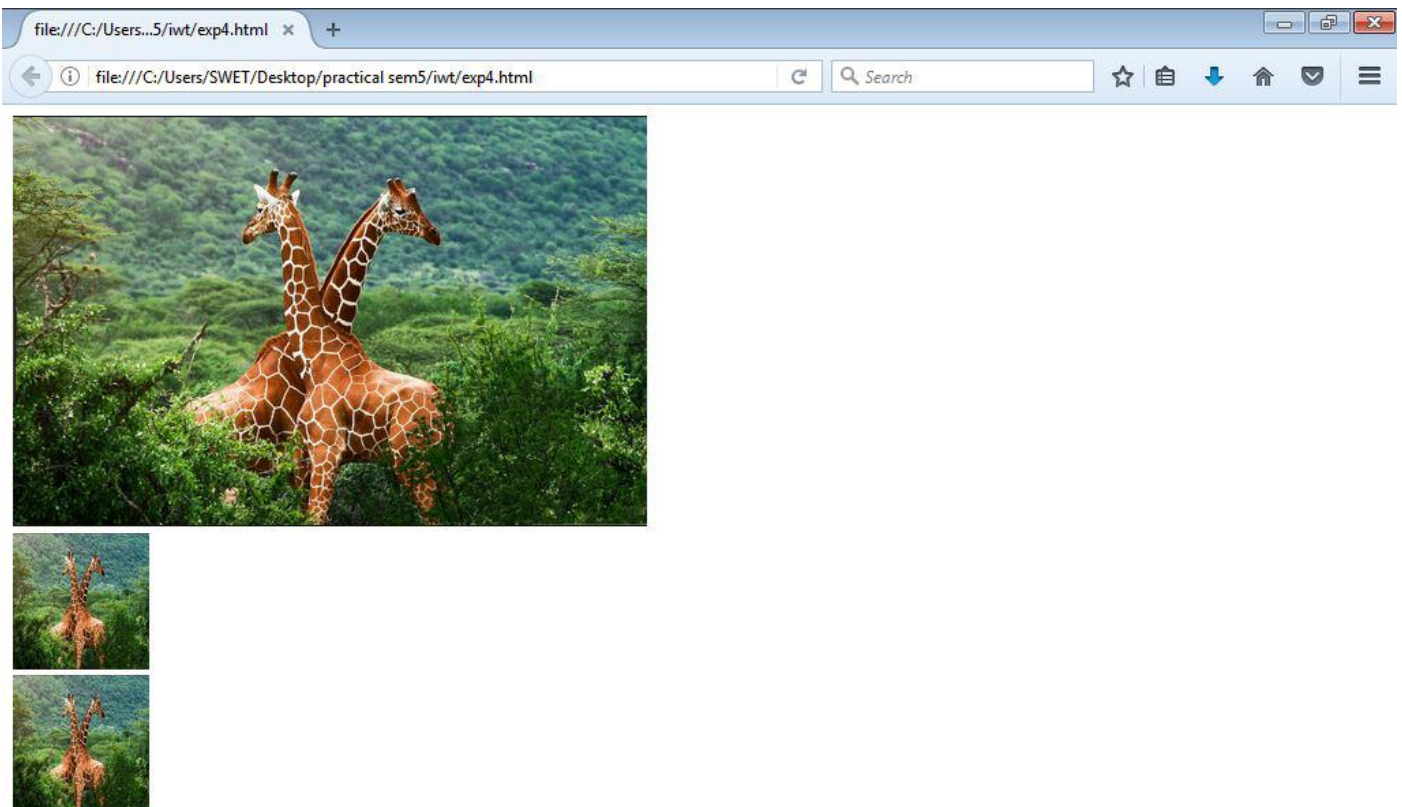 file:///C:/Users...5/iwt/exp4.html
file:///C:/Users/SWET/Desktop/practical sem5/iwt/exp4.html
Search